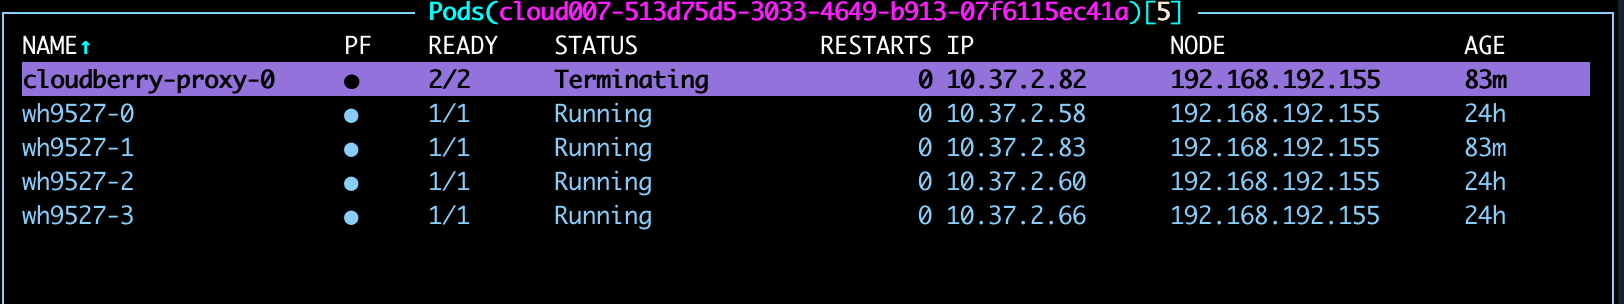 Pods(cloud007-513d75d5-3033-4649-b913-07f6115ec41a)[5]
NAME↑ PF READY STATUS RESTARTS IP NODE AGE
cloudberry-proxy-0 ● 2/2 Terminating 0 10.37.2.82 192.168.192.155 83m
wh9527-0 ● 1/1 Running 0 10.37.2.58 192.168.192.155 24h
wh9527-1 ● 1/1 Running 0 10.37.2.83 192.168.192.155 83m
wh9527-2 ● 1/1 Running 0 10.37.2.60 192.168.192.155 24h
wh9527-3 ● 1/1 Running 0 10.37.2.66 192.168.192.155 24h